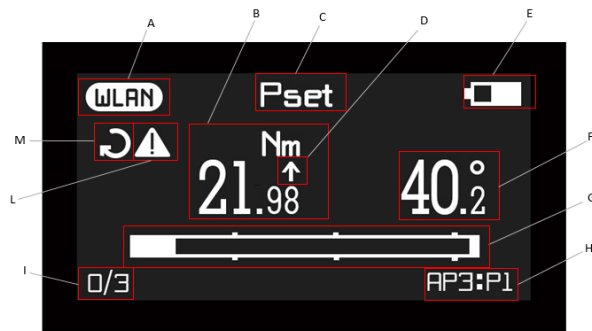 A B C D E
WLAN Pset
M
Nm
F
21.98 40.2°
L
G
I 0/3 AP3:P1 H